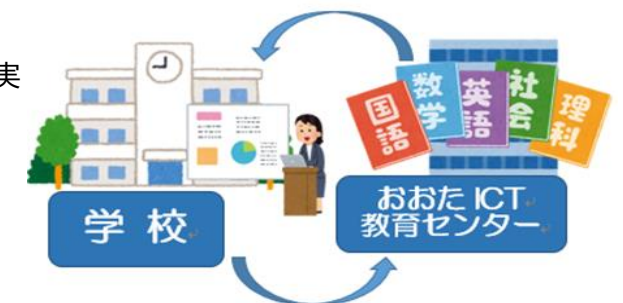 実
国語
数学
英語
社会
理科
学 校
おおた ICT
教育センター